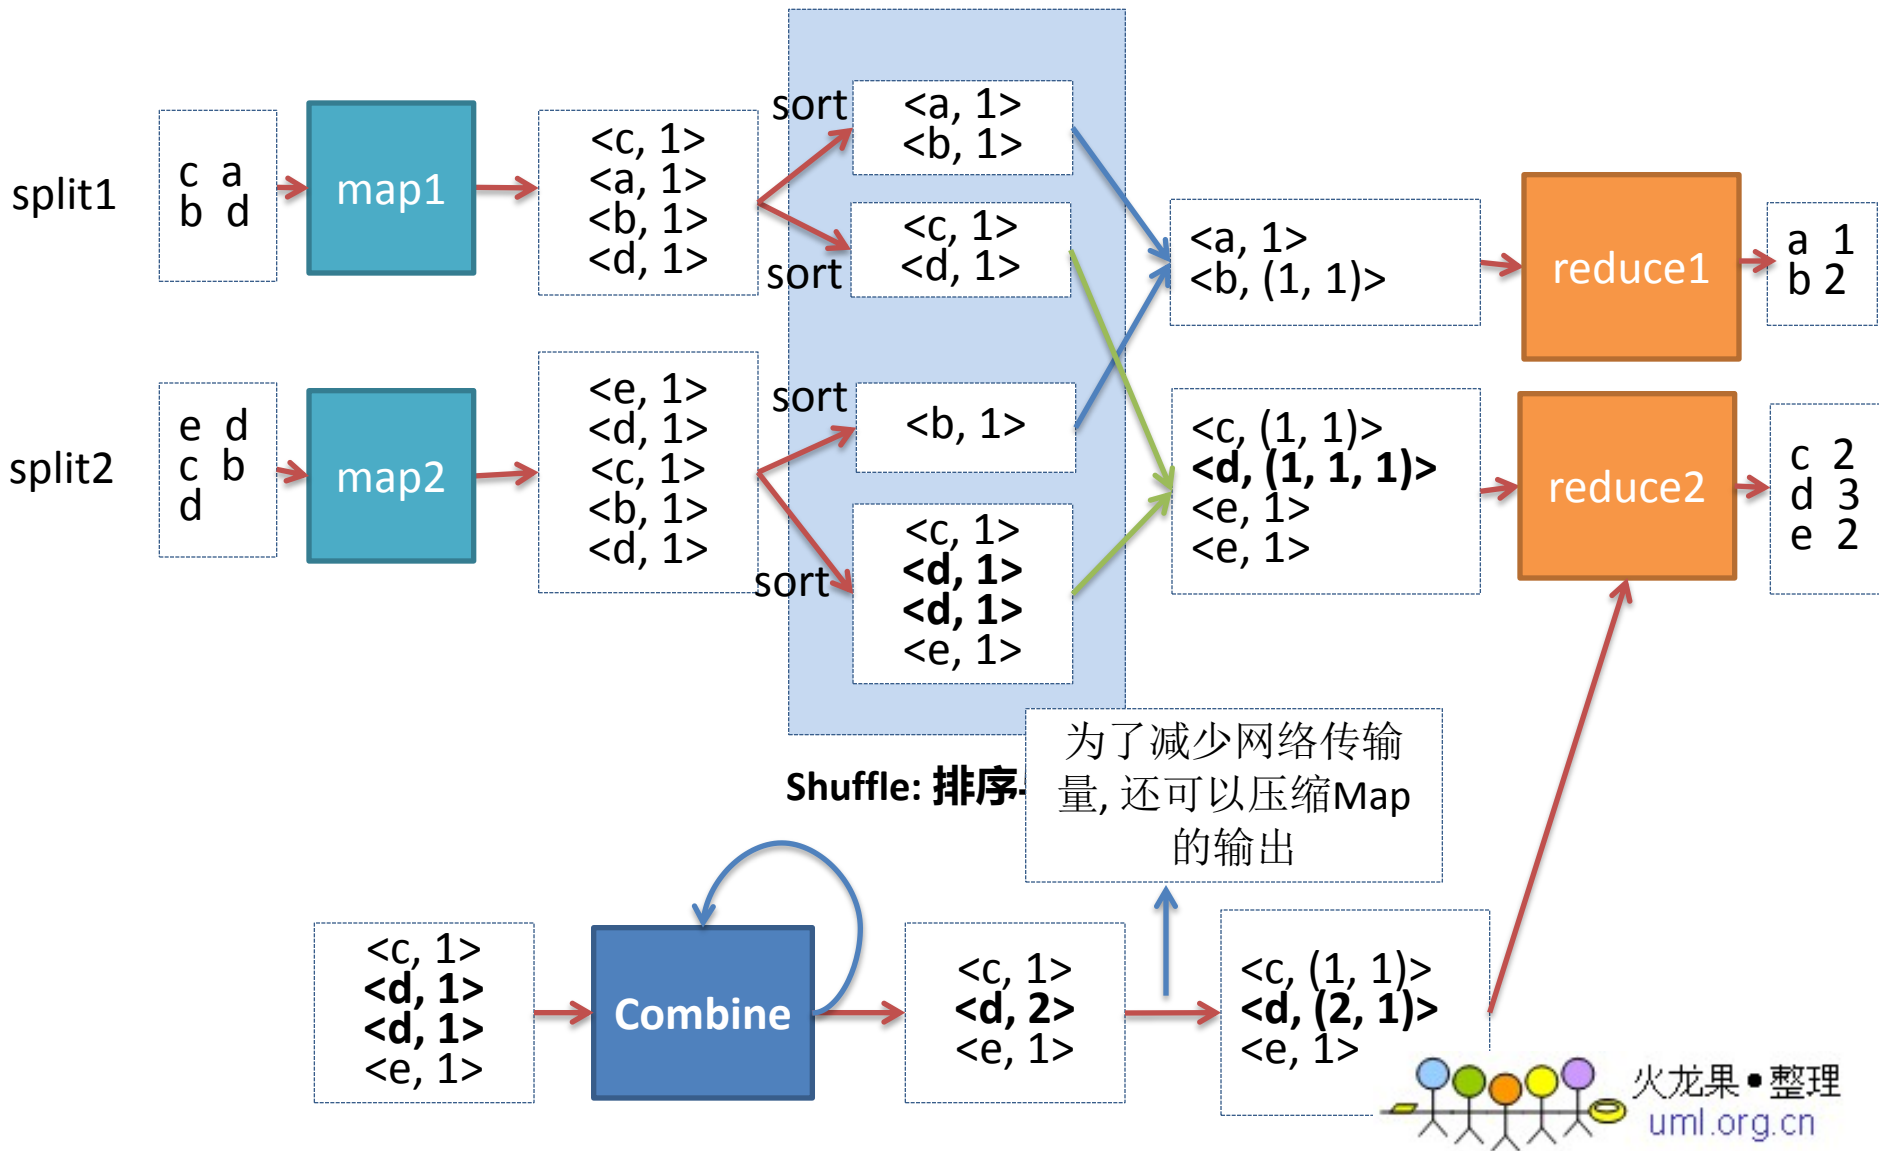 split1
c a
b d
map1
<c, 1>
<a, 1>
<b, 1>
<d, 1>
sort
sort
<a, 1>
<b, 1>
<c, 1>
<d, 1>
<a, 1>
<b, (1, 1)>
reduce1
a 1
b 2
split2
e d
c b
d
map2
<e, 1>
<d, 1>
<c, 1>
<b, 1>
<d, 1>
sort
sort
<b, 1>
<c, 1>
<d, 1>
<d, 1>
<e, 1>
<c, (1, 1)>
<d, (1, 1, 1)>
<e, 1>
<e, 1>
reduce2
c 2
d 3
e 2
Shuffle: 排序
为了减少网络传输
量, 还可以压缩Map
的输出
<c, 1>
<d, 1>
<d, 1>
<e, 1>
Combine
<c, 1>
<d, 2>
<e, 1>
<c, (1, 1)>
<d, (2, 1)>
<e, 1>
火龙果•整理
uml.org.cn